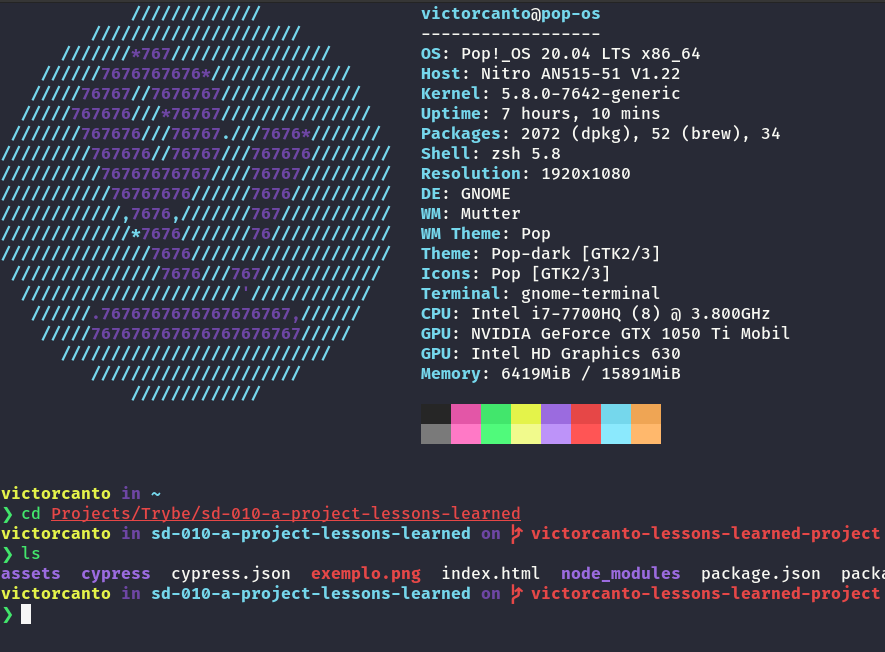 /////////////
/////////////////////
///////*767////////////////
//////7676767676*//////////////
/////76767//7676767//////////////
/////767676///*76767///////////////
///////767676///76767.///7676*///////
/////////767676//76767///767676////////
//////////76767676767////76767/////////
///////////76767676//////7676//////////
////////////,7676,///////767///////////
/////////////*7676///////76////////////
///////////////7676////////////////////
///////////////7676///767////////////
//////////////////////'////////////
//////.7676767676767676767,//////
/////767676767676767676767/////
///////////////////////////
/////////////////////
/////////////
victorcanto@pop-os
------------------
OS: Pop!_OS 20.04 LTS x86_64
Host: Nitro AN515-51 V1.22
Kernel: 5.8.0-7642-generic
Uptime: 7 hours, 10 mins
Packages: 2072 (dpkg), 52 (brew), 34
Shell: zsh 5.8
Resolution: 1920x1080
DE: GNOME
WM: Mutter
WM Theme: Pop
Theme: Pop-dark [GTK2/3]
Icons: Pop [GTK2/3]
Terminal: gnome-terminal
CPU: Intel i7-7700HQ (8) @ 3.800GHz
GPU: NVIDIA GeForce GTX 1050 Ti Mobil
GPU: Intel HD Graphics 630
Memory: 6419MiB / 15891MiB
victorcanto in ~
❯ cd Projects/Trybe/sd-010-a-project-lessons-learned
victorcanto in sd-010-a-project-lessons-learned on victorcanto-lessons-learned-project
❯ ls
assets cypress cypress.json exemplo.png index.html node_modules package.json packa
victorcanto in sd-010-a-project-lessons-learned on victorcanto-lessons-learned-project
❯